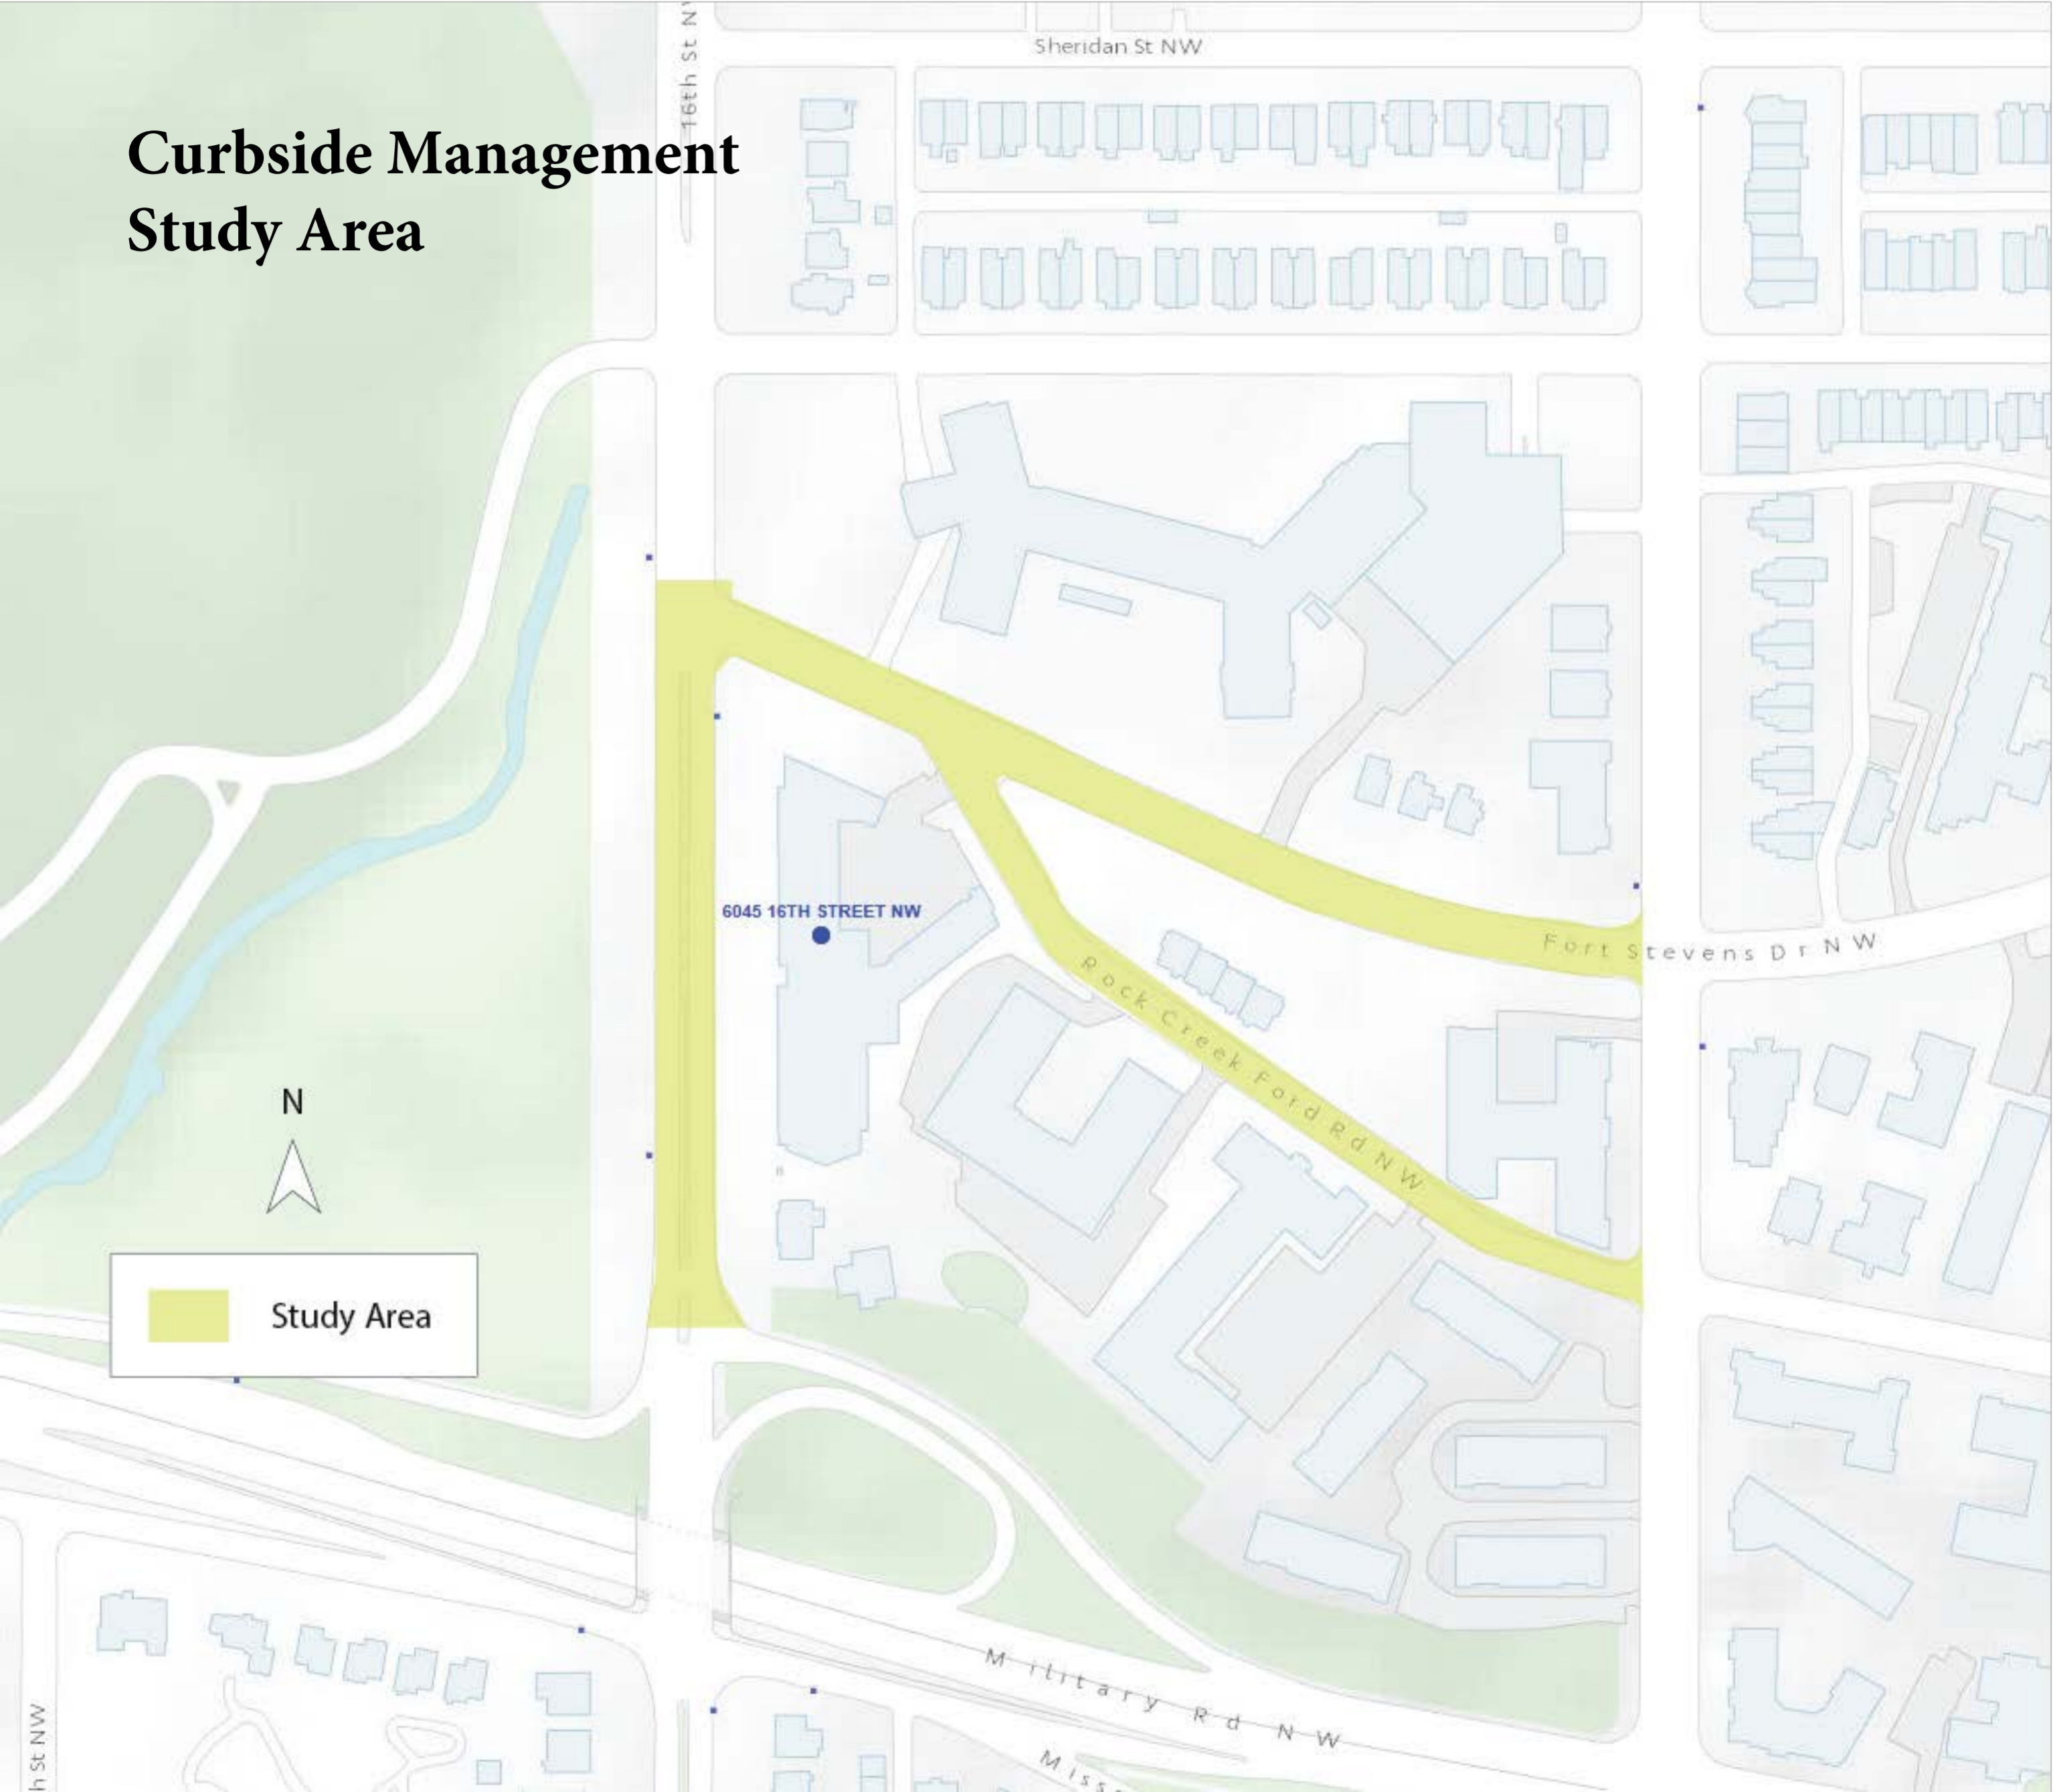 Sheridan St NW
16th St N
Curbside Management
Study Area
6045 16TH STREET NW
Fort Stevens Dr NW
Rock Creek Ford Rd NW
N
Study Area
Military Rd NW
h St NW
Miss